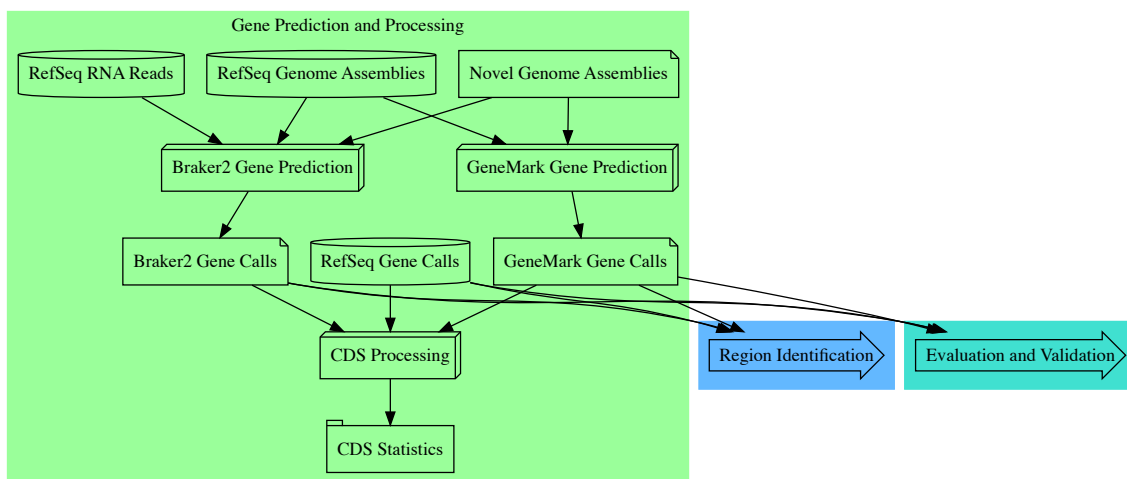 Gene Prediction and Processing
RefSeq RNA Reads
RefSeq Genome Assemblies
Novel Genome Assemblies
Braker2 Gene Prediction
GeneMark Gene Prediction
Braker2 Gene Calls
RefSeq Gene Calls
GeneMark Gene Calls
CDS Processing
Region Identification
Evaluation and Validation
CDS Statistics